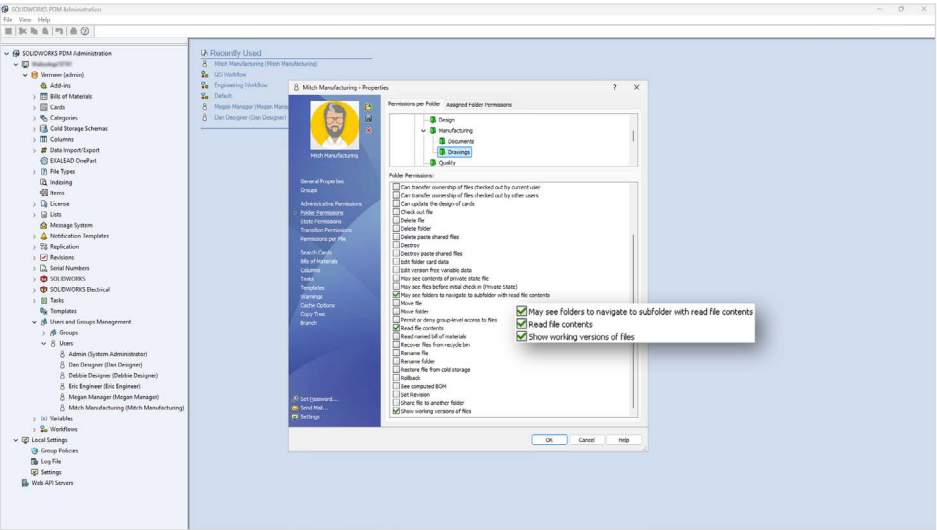 SOLIDWORKS PDM Administration
File View Help
SOLIDWORKS PDM Administration
Vermeer (admin)
Add-ins
Bills of Materials
Cards
Categories
Cold Storage Schemas
Columns
Data Import/Export
EXALEAD OnePart
File Types
Indexing
Items
License
Lists
Message System
Notification Templates
Replication
Revisions
Serial Numbers
SOLIDWORKS
SOLIDWORKS Electrical
Tasks
Templates
Users and Groups Management
Groups
Users
Admin (System Administrator)
Dan Designer (Dan Designer)
Debbie Designer (Debbie Designer)
Eric Engineer (Eric Engineer)
Megan Manager (Megan Manager)
Mitch Manufacturing (Mitch Manufacturing)
Variables
Workflows
Local Settings
Group Policies
Log File
Settings
Web API Servers
Recently Used
Mitch Manufacturing (Mitch Manufacturing)
QS Workflow
Engineering Workflow
Default
Megan Manager (Megan Mana
Dan Designer (Dan Designer)
Mitch Manufacturing - Properties
Mitch Manufacturing
General Properties
Groups
Administrative Permissions
Folder Permissions
State Permissions
Transition Permissions
Permissions per File
Search Cards
Bills of Materials
Columns
Tasks
Templates
Warnings
Cache Options
Copy Tree
Branch
Set Password...
Send Mail...
Settings
Permissions per Folder Assigned Folder Permissions
Design
Manufacturing
Documents
Drawings
Quality
Folder Permissions:
Can transfer ownership of files checked out by current user
Can transfer ownership of files checked out by other users
Can update the design of cards
Check out file
Delete file
Delete folder
Delete paste shared files
Destroy
Destroy paste shared files
Edit folder card data
Edit version free variable data
May see contents of private state file
May see files before initial check in (Private State)
May see folders to navigate to subfolder with read file contents
Move file
Move folder
Permit or deny group-level access to files
Read file contents
Read named bill of materials
Recover files from recycle bin
Rename file
Rename folder
Restore file from cold storage
Rollback
See computed BOM
Set Revision
Share file to another folder
Show working versions of files
OK Cancel Help
May see folders to navigate to subfolder with read file contents
Read file contents
Show working versions of files